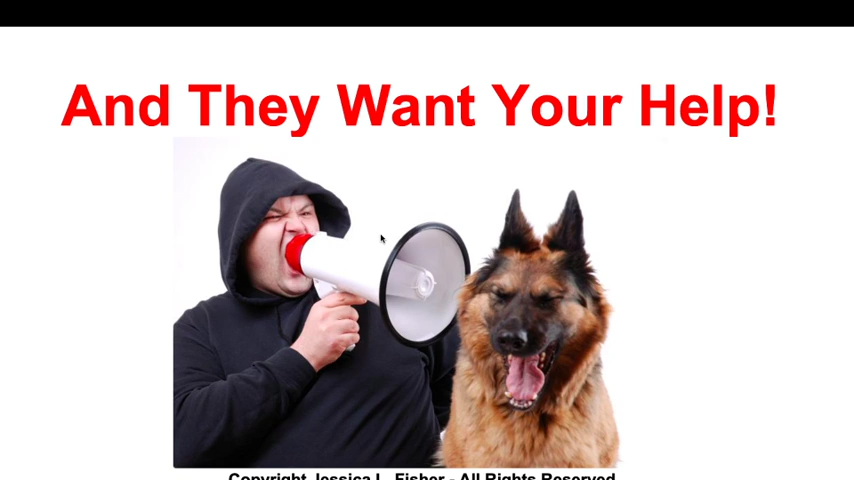 And They Want Your Help!
Copyright Jessica L. Fisher - All Rights Reserved